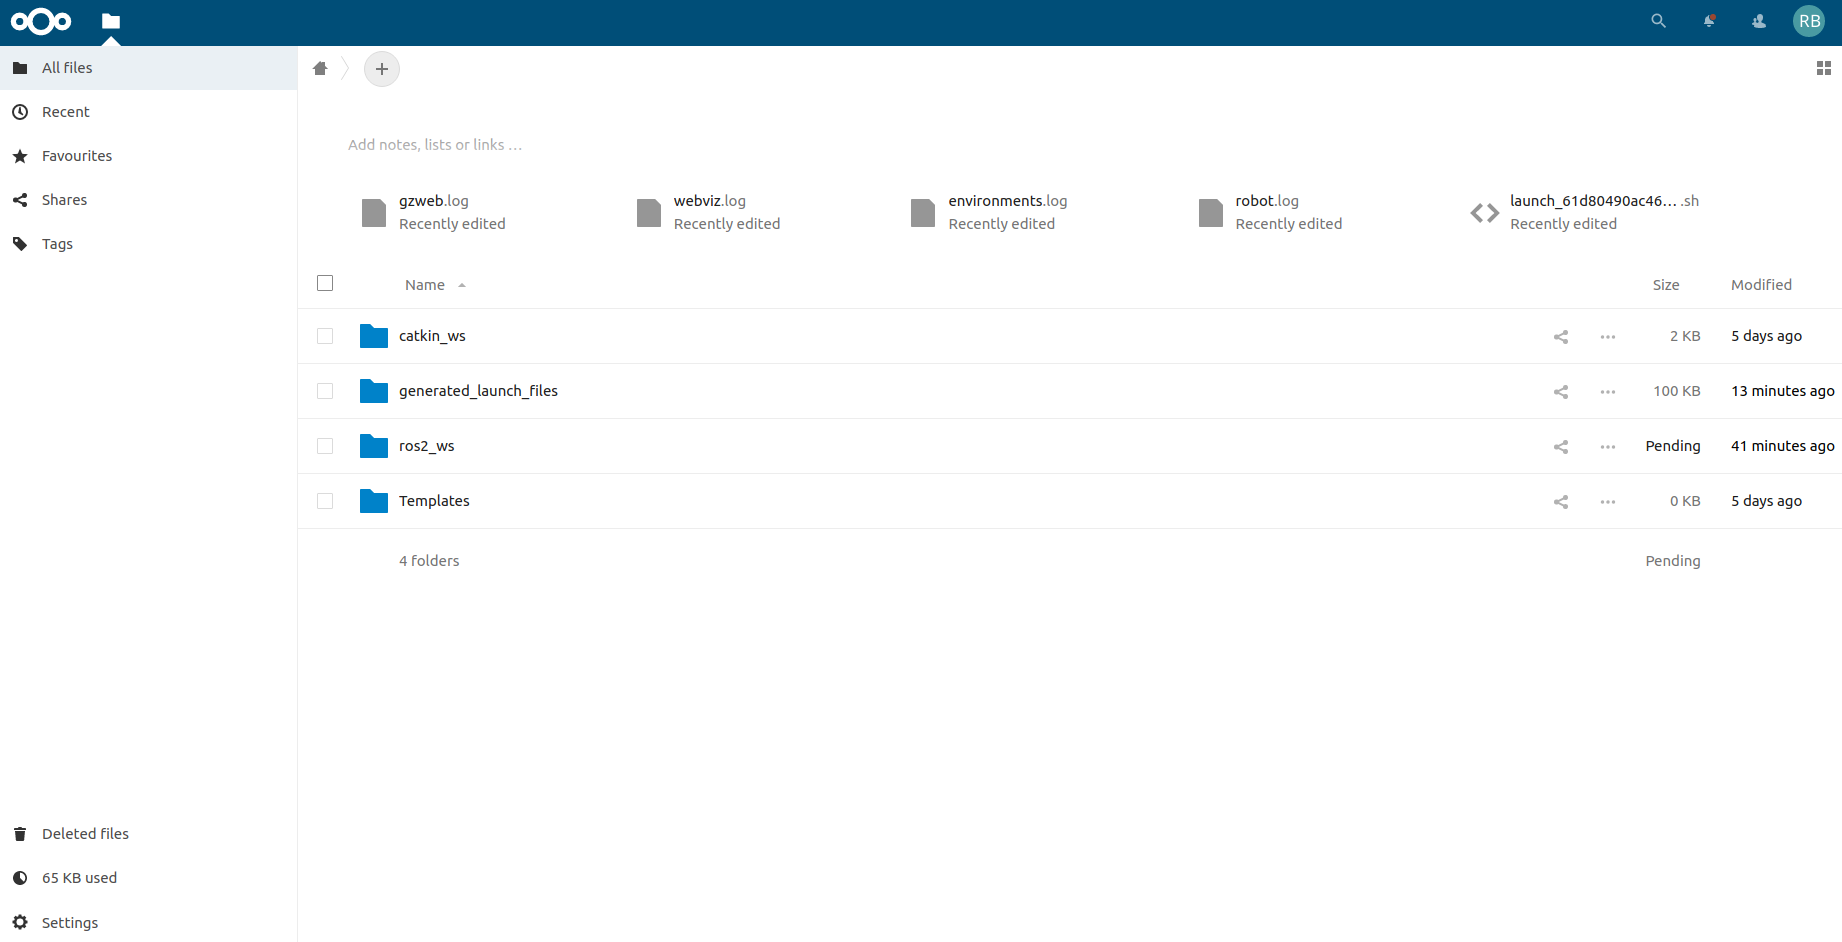 RB
All files
Recent
Favourites
Shares
Tags
Add notes, lists or links ...
gzweb.log
Recently edited
webviz.log
Recently edited
environments.log
Recently edited
robot.log
Recently edited
launch_61d80490ac46... .sh
Recently edited
Name Size Modified
catkin_ws 2 KB 5 days ago
generated_launch_files 100 KB 13 minutes ago
ros2_ws Pending 41 minutes ago
Templates 0 KB 5 days ago
4 folders Pending
Deleted files
65 KB used
Settings